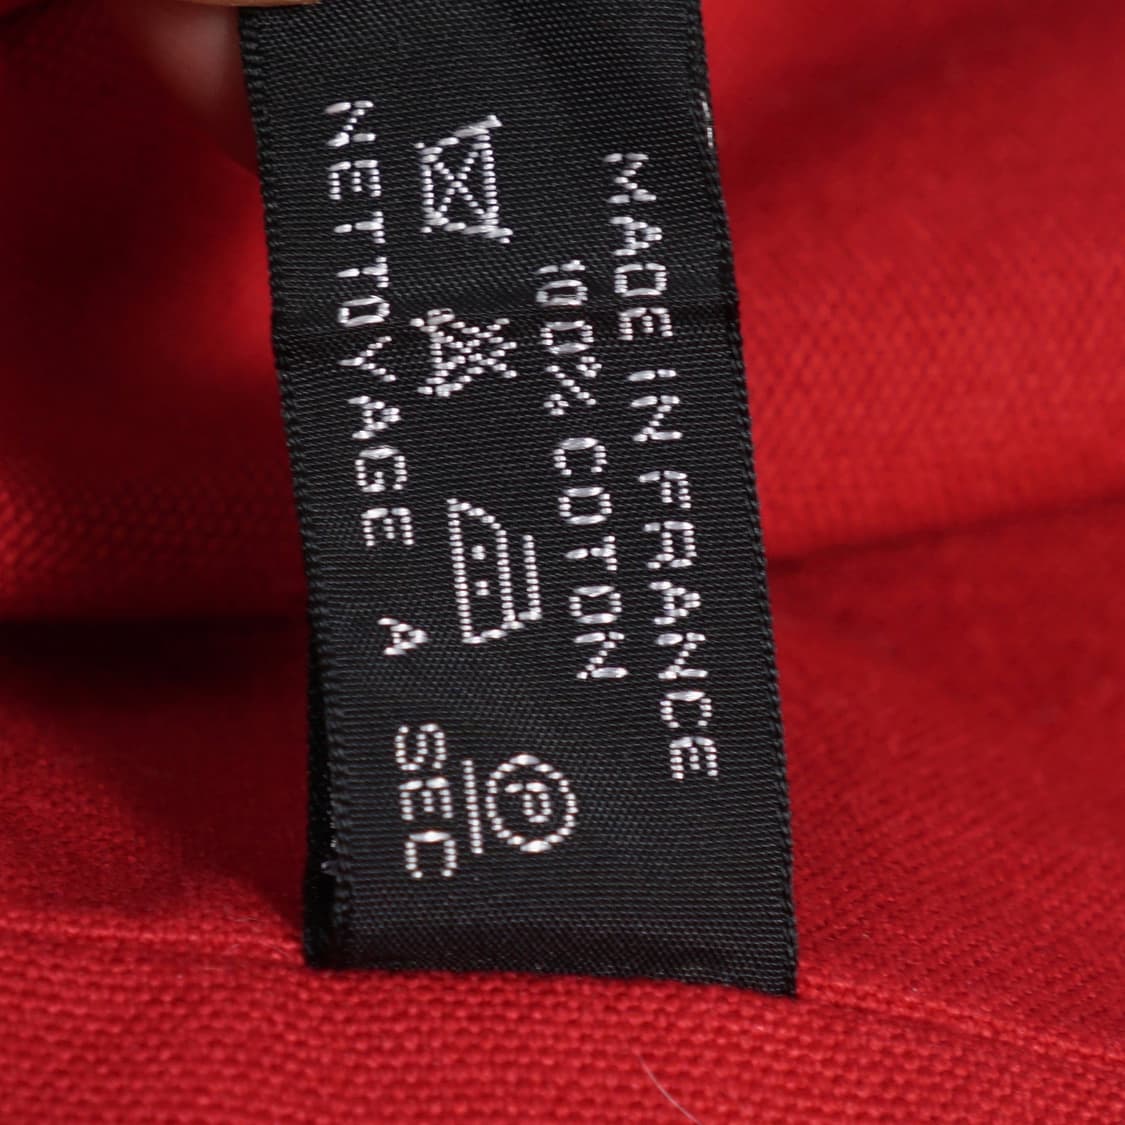 MADE IN FRANCE
100% COTON
P
NETTOYAGE A SEC